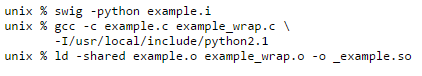 unix % swig -python example.i
unix % gcc -c example.c example_wrap.c \
-I/usr/local/include/python2.1
unix % ld -shared example.o example_wrap.o -o _example.so